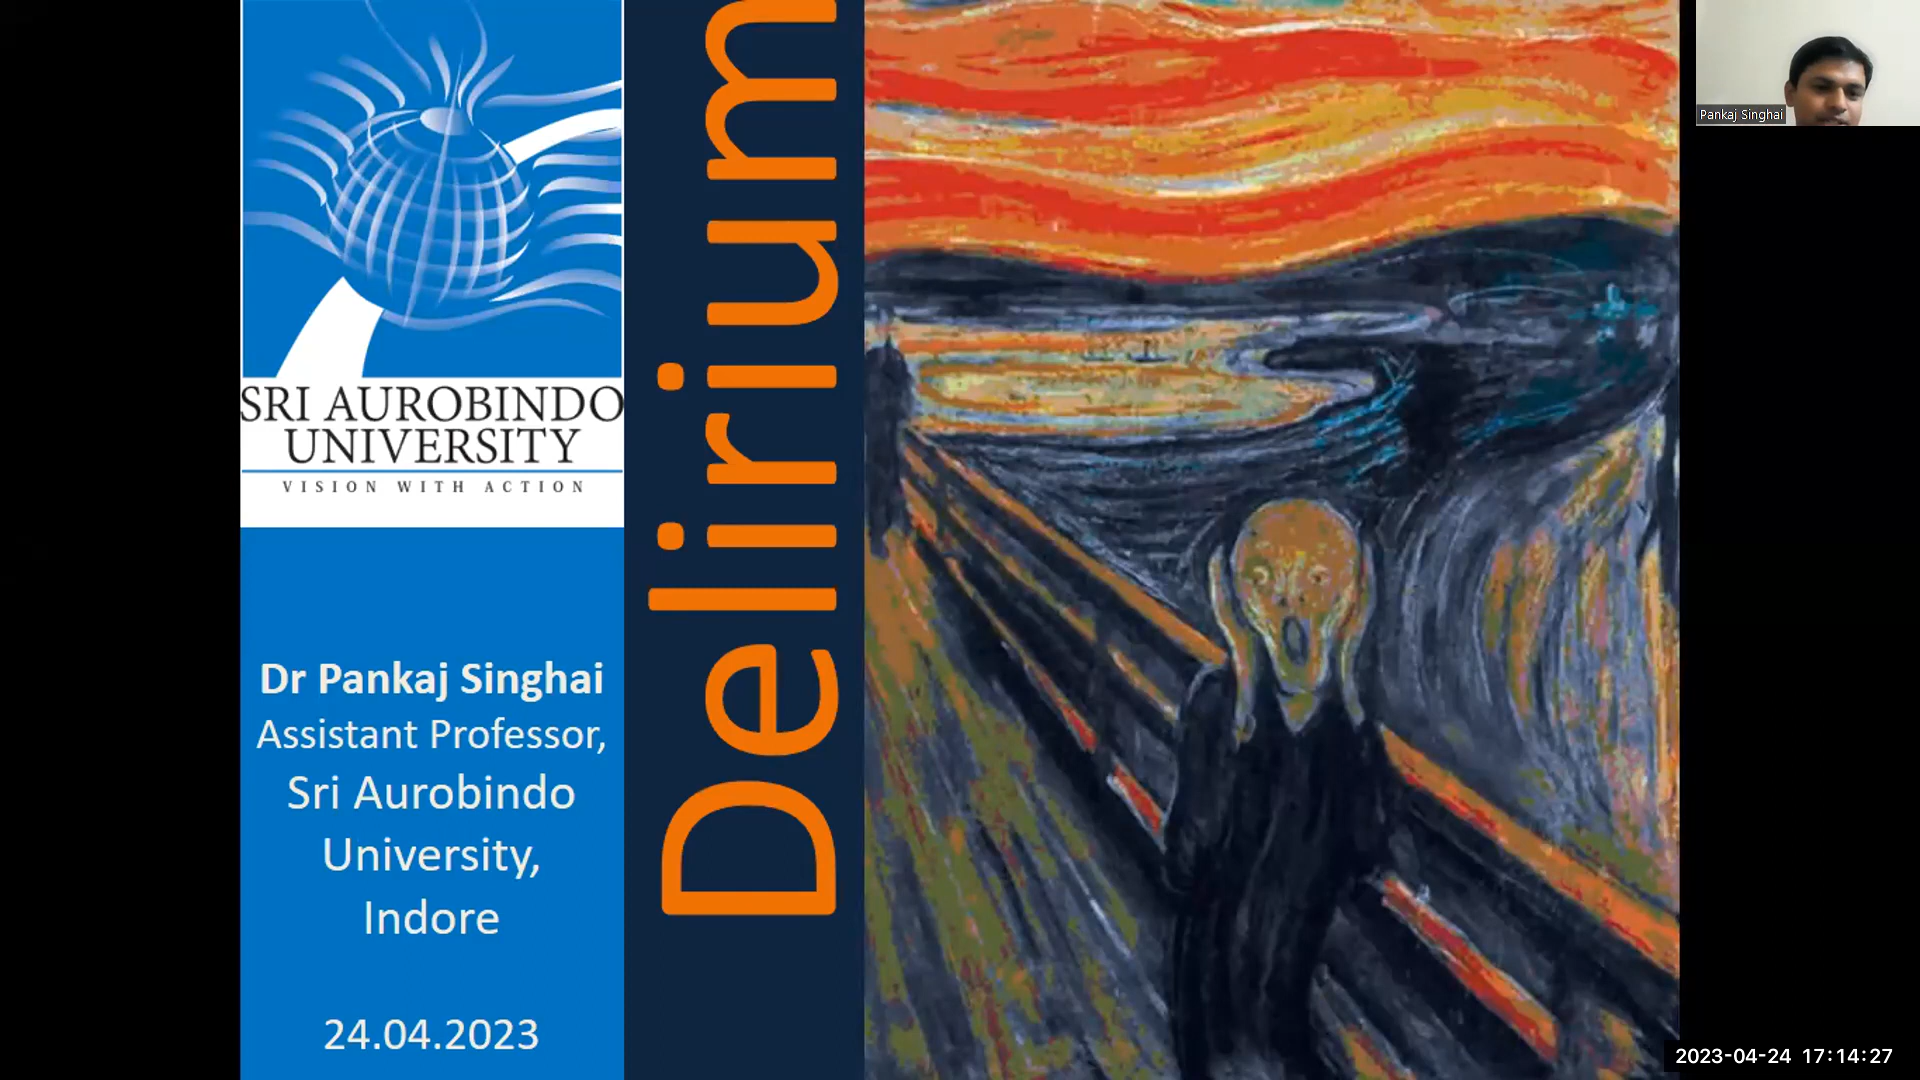 SRI AUROBINDO
UNIVERSITY
VISION WITH ACTION
Dr Pankaj Singhai
Assistant Professor,
Sri Aurobindo
University,
Indore
24.04.2023
Delirium
Pankaj Singhai
2023-04-24 17:14:27